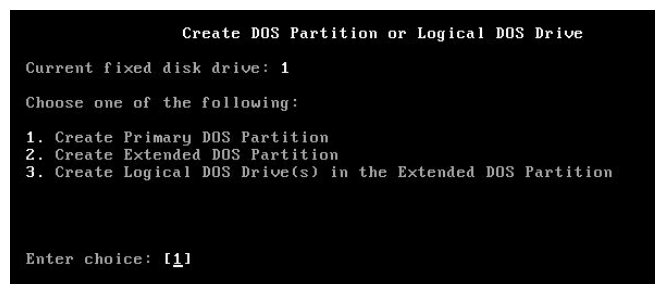 Create DOS Partition or Logical DOS Drive
Current fixed disk drive: 1
Choose one of the following:
1. Create Primary DOS Partition
2. Create Extended DOS Partition
3. Create Logical DOS Drive(s) in the Extended DOS Partition
Enter choice: [1]